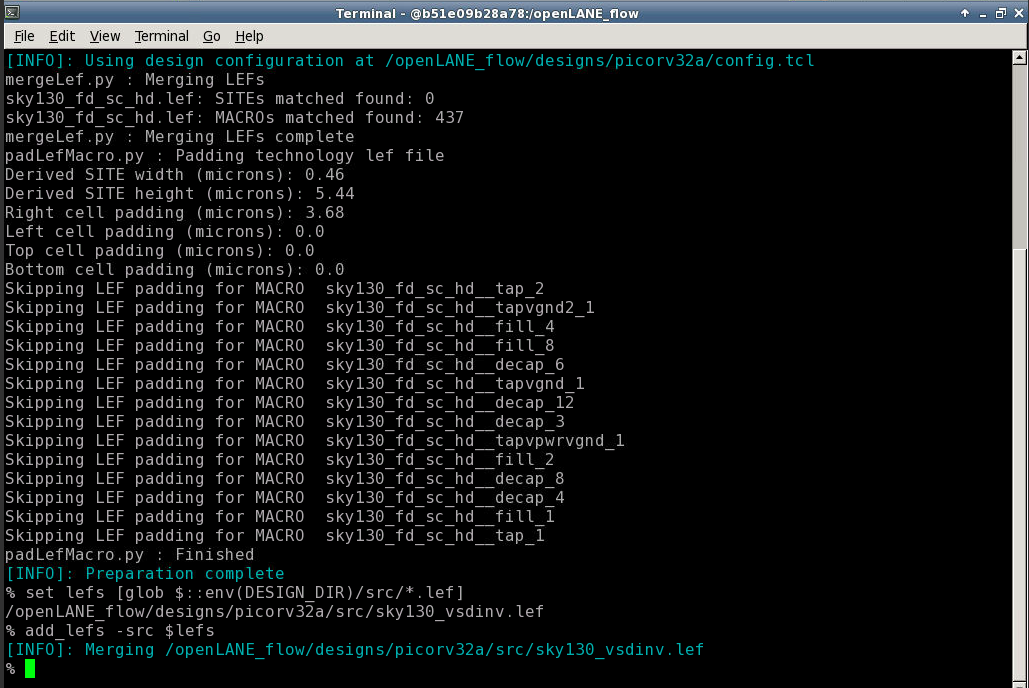 Terminal - @b51e09b28a78:/openLANE_flow
File Edit View Terminal Go Help
[INFO]: Using design configuration at /openLANE_flow/designs/picorv32a/config.tcl
mergeLef.py : Merging LEFs
sky130_fd_sc_hd.lef: SITEs matched found: 0
sky130_fd_sc_hd.lef: MACROs matched found: 437
mergeLef.py : Merging LEFs complete
padLefMacro.py : Padding technology lef file
Derived SITE width (microns): 0.46
Derived SITE height (microns): 5.44
Right cell padding (microns): 3.68
Left cell padding (microns): 0.0
Top cell padding (microns): 0.0
Bottom cell padding (microns): 0.0
Skipping LEF padding for MACRO  sky130_fd_sc_hd__tap_2
Skipping LEF padding for MACRO  sky130_fd_sc_hd__tapvgnd2_1
Skipping LEF padding for MACRO  sky130_fd_sc_hd__fill_4
Skipping LEF padding for MACRO  sky130_fd_sc_hd__fill_8
Skipping LEF padding for MACRO  sky130_fd_sc_hd__decap_6
Skipping LEF padding for MACRO  sky130_fd_sc_hd__tapvgnd_1
Skipping LEF padding for MACRO  sky130_fd_sc_hd__decap_12
Skipping LEF padding for MACRO  sky130_fd_sc_hd__decap_3
Skipping LEF padding for MACRO  sky130_fd_sc_hd__tapvpwrvgnd_1
Skipping LEF padding for MACRO  sky130_fd_sc_hd__fill_2
Skipping LEF padding for MACRO  sky130_fd_sc_hd__decap_8
Skipping LEF padding for MACRO  sky130_fd_sc_hd__decap_4
Skipping LEF padding for MACRO  sky130_fd_sc_hd__fill_1
Skipping LEF padding for MACRO  sky130_fd_sc_hd__tap_1
padLefMacro.py : Finished
[INFO]: Preparation complete
% set lefs [glob $::env(DESIGN_DIR)/src/*.lef]
/openLANE_flow/designs/picorv32a/src/sky130_vsdinv.lef
% add_lefs -src $lefs
[INFO]: Merging /openLANE_flow/designs/picorv32a/src/sky130_vsdinv.lef
%